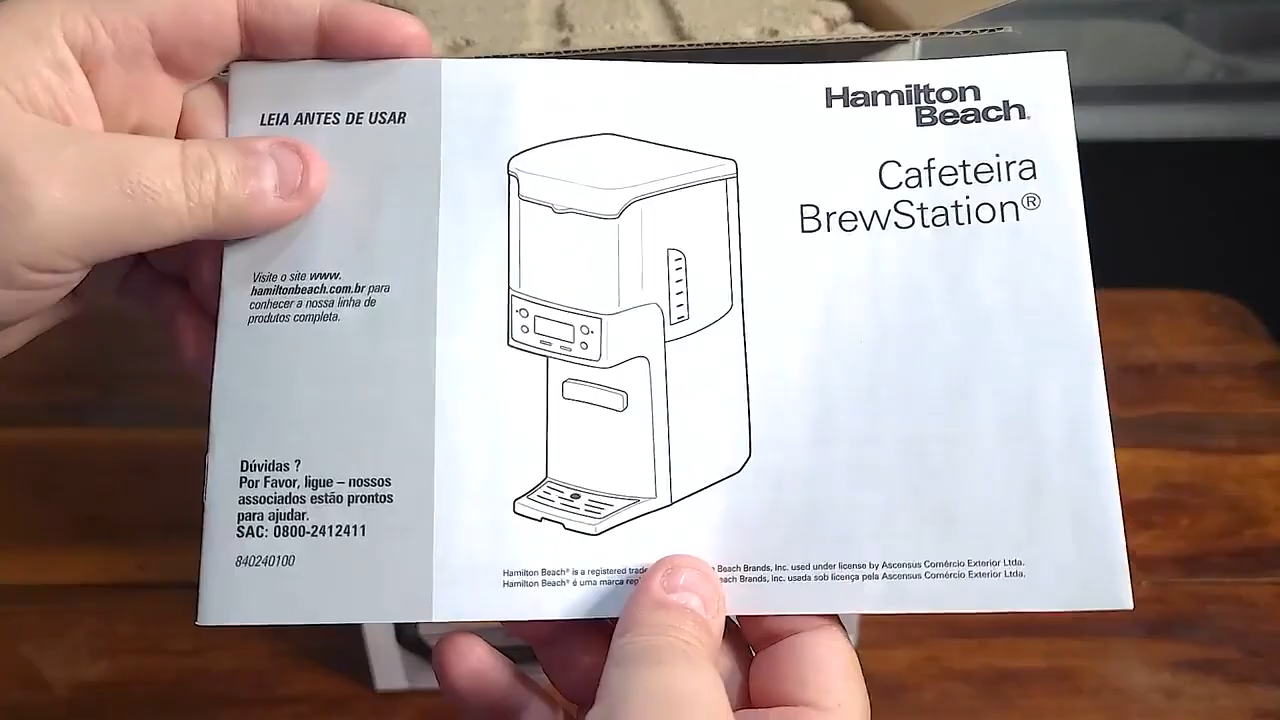 LEIA ANTES DE USAR
Visite o site www.
hamiltonbeach.com.br para
conhecer a nossa linha de
produtos completa.
Dúvidas ?
Por Favor, ligue – nossos
associados estão prontos
para ajudar.
SAC: 0800-2412411
840240100
Hamilton
Beach®
Cafeteira
BrewStation®
Hamilton Beach® is a registered Beach Brands, Inc. used under license by Ascensus Comércio Exterior Ltda.
Hamilton Beach® é uma marca Beach Brands, Inc. usada sob licença pela Ascensus Comércio Exterior Ltda.